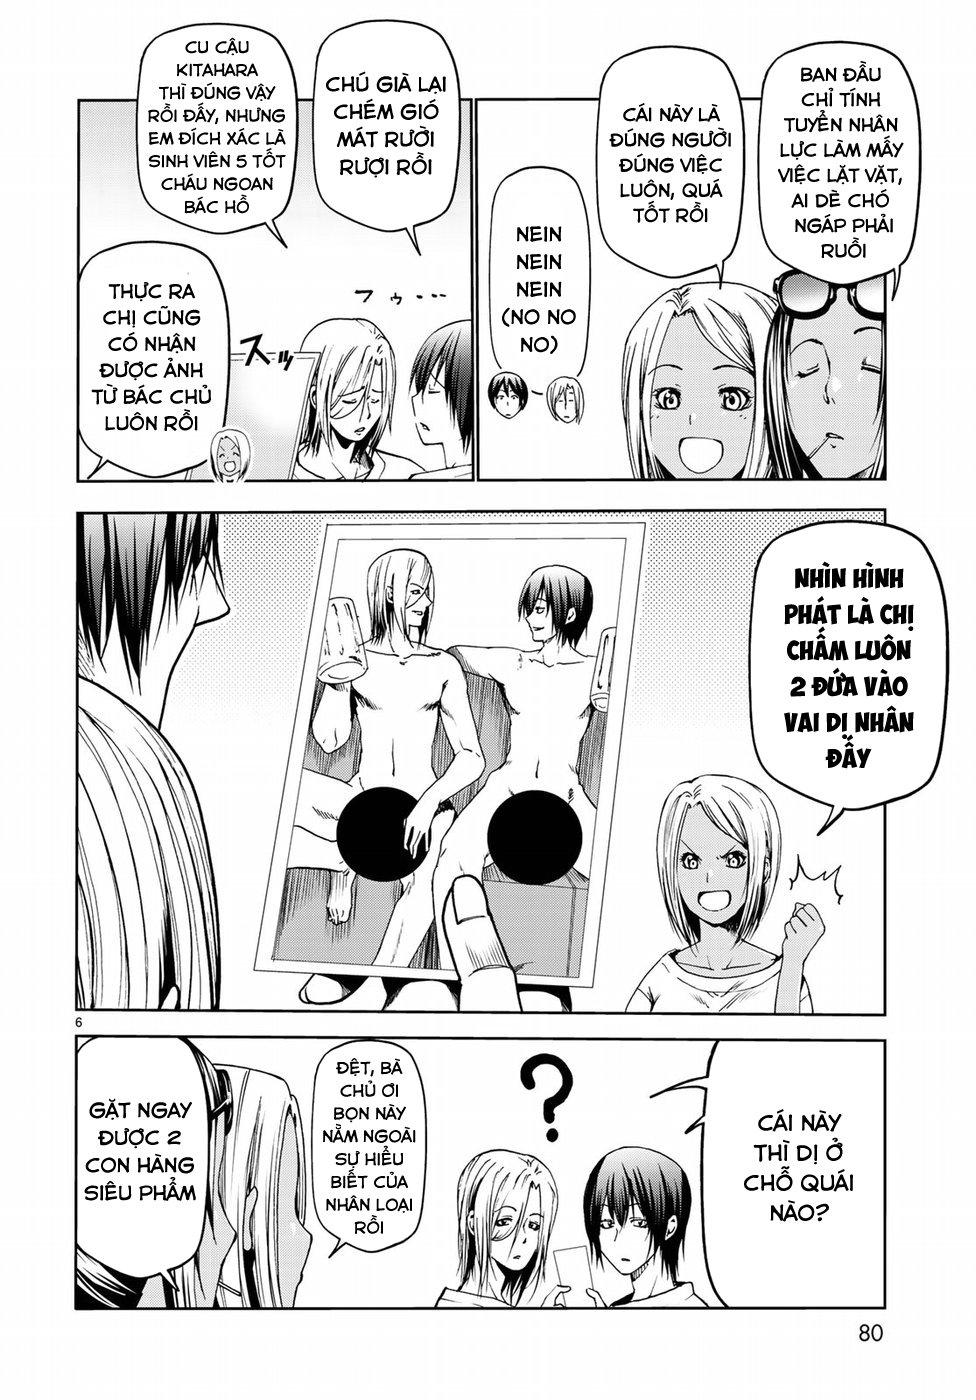 BAN ĐẦU
CHỈ TÍNH
TUYỂN NHÂN
LỰC LÀM MẤY
VIỆC LẶT VẶT,
AI DÈ CHÓ
NGÁP PHẢI
RUỒI
CÁI NÀY LÀ
ĐÚNG NGƯỜI
ĐÚNG VIỆC
LUÔN, QUÁ
TỐT RỒI
NEIN
NEIN
NEIN
(NO NO
NO)
CHÚ GIÀ LẠI
CHÉM GIÓ
MÁT RƯỜI
RƯỢI RỒI
CU CẬU
KITAHARA
THÌ ĐÚNG VẬY
RỒI ĐẤY, NHƯNG
EM ĐÍCH XÁC LÀ
SINH VIÊN 5 TỐT
CHÁU NGOAN
BÁC HỒ
フゥ・・・
スッ
THỰC RA
CHỊ CŨNG
CÓ NHẬN
ĐƯỢC ẢNH
TỪ BÁC CHỦ
LUÔN RỒI
NHÌN HÌNH
PHÁT LÀ CHỊ
CHẤM LUÔN
2 ĐỨA VÀO
VAI DỊ NHÂN
ĐẤY
6
CÁI NÀY
THÌ DỊ Ở
CHỖ QUÁI
NÀO?
?
ĐỆT, BÀ
CHỦ ƠI
BỌN NÀY
NẰM NGOÀI
SỰ HIỂU
BIẾT CỦA
NHÂN LOẠI
RỒI
GẶT NGAY
ĐƯỢC 2
CON HÀNG
SIÊU PHẨM
80